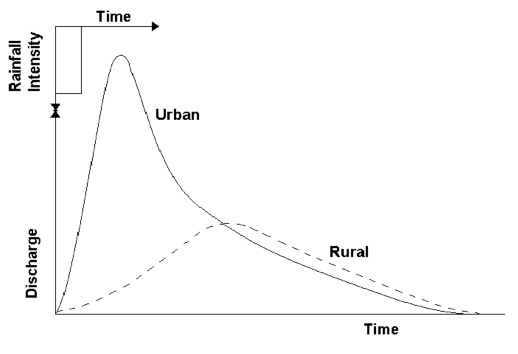 Time
Rainfall
Intensity
Urban
Discharge
Rural
Time